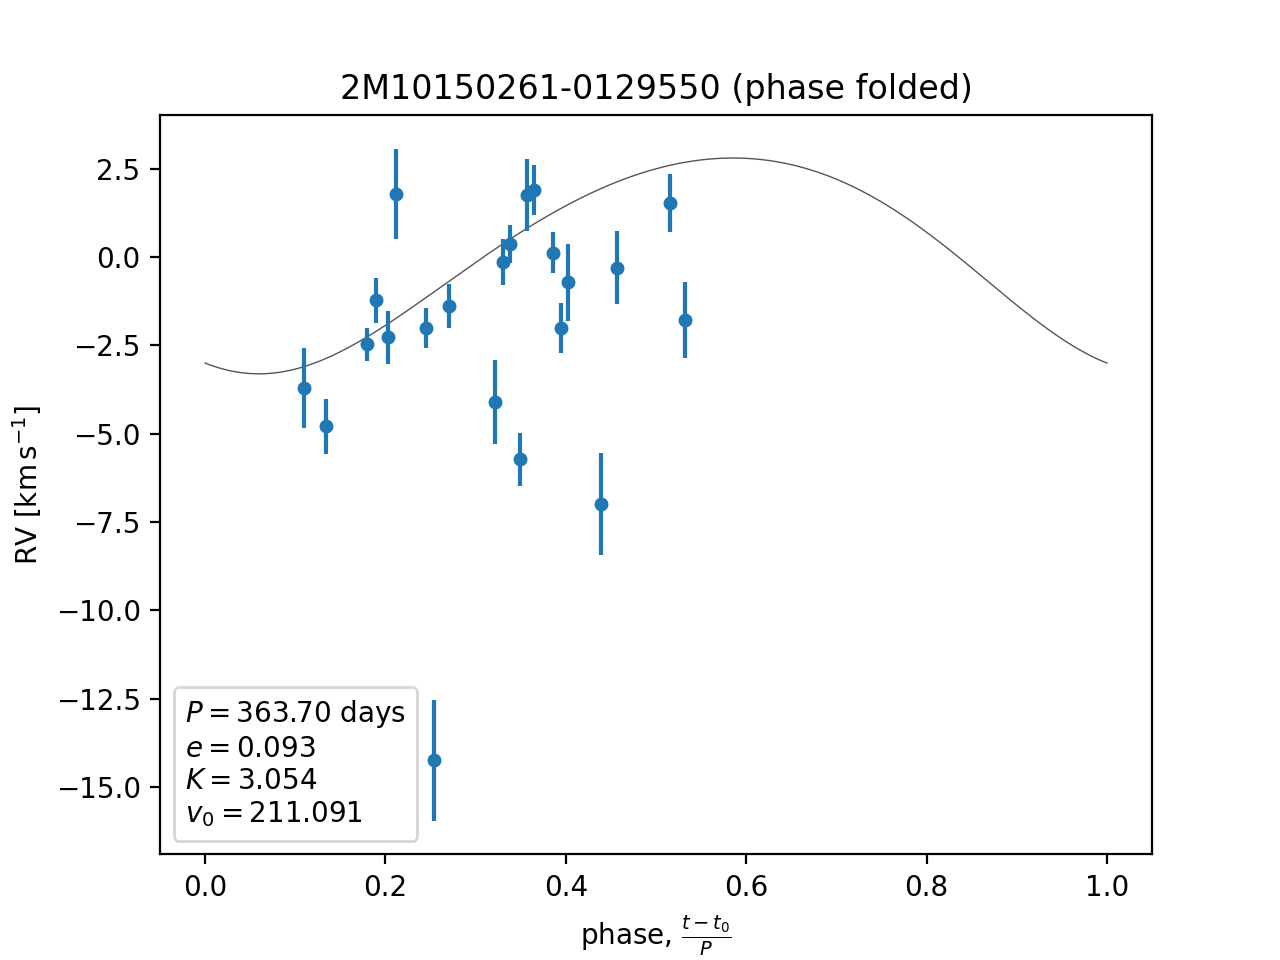 2M10150261-0129550 (phase folded)
RV [km s⁻¹]
2.5
0.0
−2.5
−5.0
−7.5
−10.0
−12.5
−15.0
P = 363.70 days
e = 0.093
K = 3.054
v₀ = 211.091
0.0 0.2 0.4 0.6 0.8 1.0
phase, (t − t₀)/P